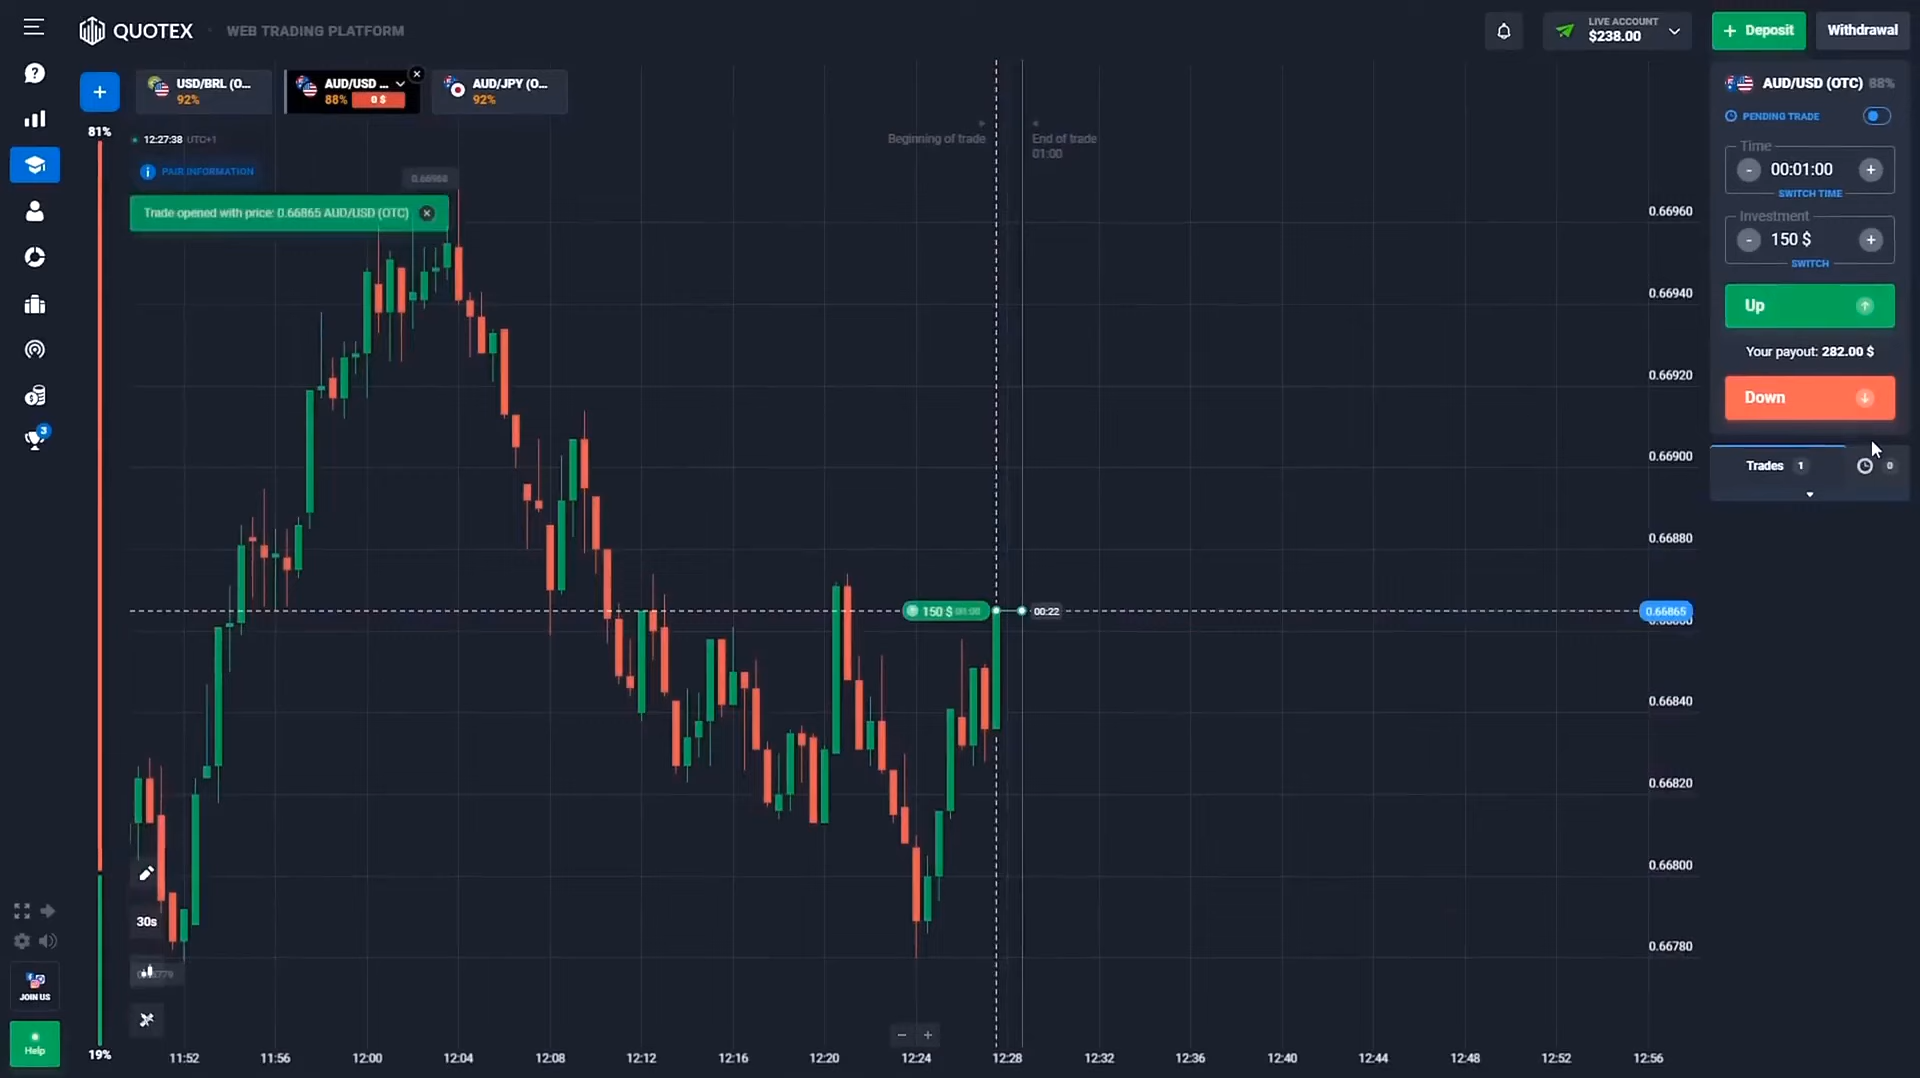 QUOTEX
WEB TRADING PLATFORM
LIVE ACCOUNT
$238.00
+ Deposit
Withdrawal
+
USD/BRL (O...
92%
AUD/USD ...
88% 0 $
AUD/JPY (O...
92%
AUD/USD (OTC) 88%
PENDING TRADE
Time
- 00:01:00 +
SWITCH TIME
Investment
- 150 $ +
SWITCH
Up
Your payout: 282.00 $
Down
Trades 1
0
81%
12:27:38 UTC+1
PAIR INFORMATION
Beginning of trade
End of trade
01:00
0.66968
Trade opened with price: 0.66865 AUD/USD (OTC)
0.66960
0.66940
0.66920
0.66900
0.66880
150 $
00:22
0.66865
0.66840
0.66820
0.66800
0.66780
3
30s
JOIN US
Help
19%
- +
11:52 11:56 12:00 12:04 12:08 12:12 12:16 12:20 12:24 12:28 12:32 12:36 12:40 12:44 12:48 12:52 12:56